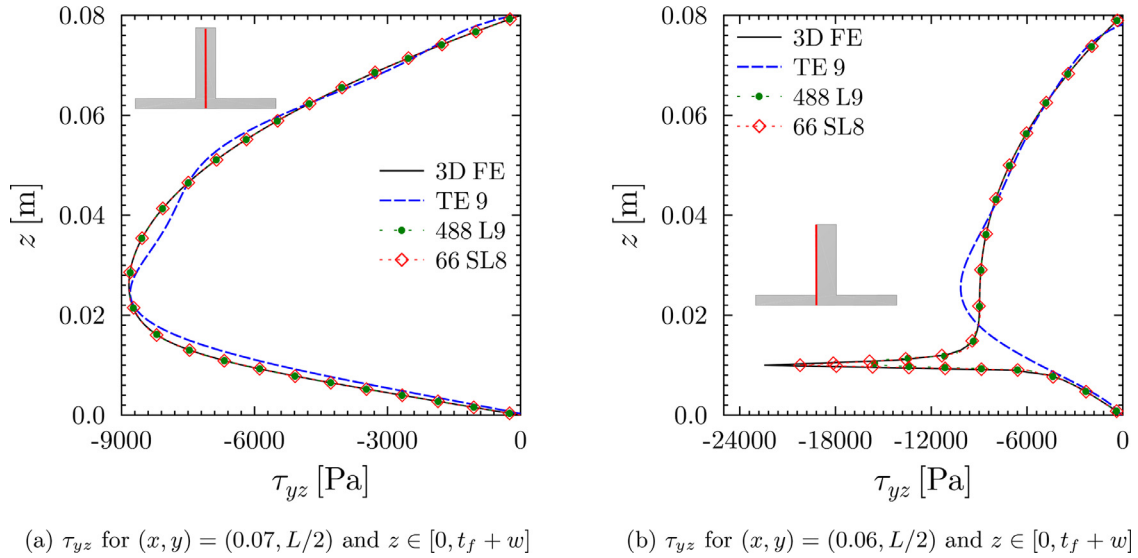 3D FE
TE 9
488 L9
66 SL8
0.08
0.06
0.04
0.02
0.0
z [m]
-9000
-6000
-3000
0
τyz [Pa]
(a) τyz for (x, y) = (0.07, L/2) and z ∈ [0, tf + w]
3D FE
TE 9
488 L9
66 SL8
0.08
0.06
0.04
0.02
0.0
z [m]
-24000
-18000
-12000
-6000
0
τyz [Pa]
(b) τyz for (x, y) = (0.06, L/2) and z ∈ [0, tf + w]